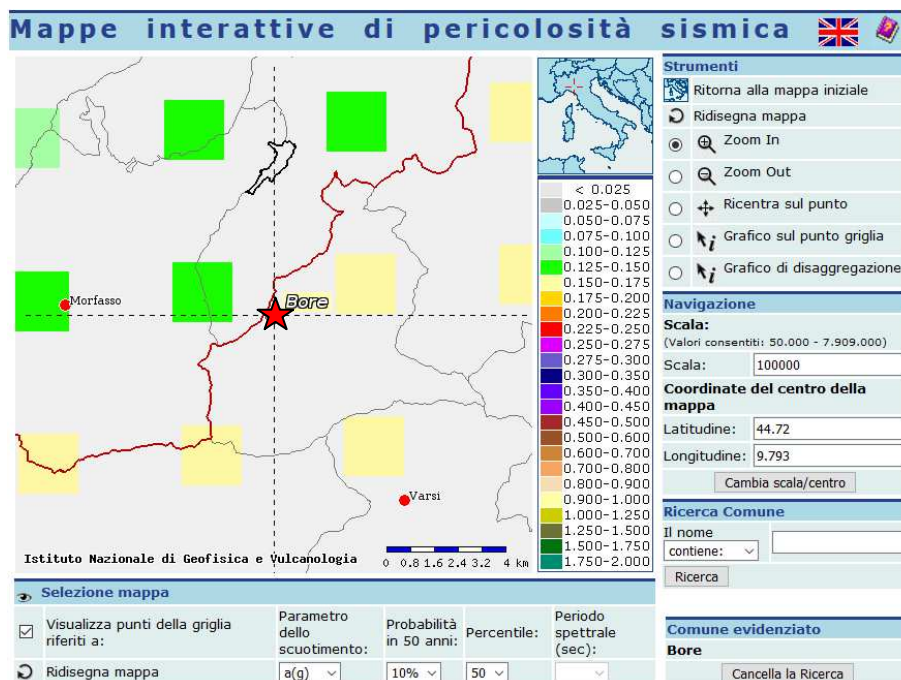 Mappe interattive di pericolosità sismica
Morfasso
Bore
Varsi
Istituto Nazionale di Geofisica e Vulcanologia
0 0.8 1.6 2.4 3.2 4 km
< 0.025
0.025-0.050
0.050-0.075
0.075-0.100
0.100-0.125
0.125-0.150
0.150-0.175
0.175-0.200
0.200-0.225
0.225-0.250
0.250-0.275
0.275-0.300
0.300-0.350
0.350-0.400
0.400-0.450
0.450-0.500
0.500-0.600
0.600-0.700
0.700-0.800
0.800-0.900
0.900-1.000
1.000-1.250
1.250-1.500
1.500-1.750
1.750-2.000
Strumenti
Ritorna alla mappa iniziale
Ridisegna mappa
Zoom In
Zoom Out
Ricentra sul punto
Grafico sul punto griglia
Grafico di disaggregazione
Navigazione
Scala:
(Valori consentiti: 50.000 - 7.909.000)
Scala: 100000
Coordinate del centro della
mappa
Latitudine: 44.72
Longitudine: 9.793
Cambia scala/centro
Ricerca Comune
Il nome
contiene:
Ricerca
Comune evidenziato
Bore
Cancella la Ricerca
Selezione mappa
Visualizza punti della griglia
riferiti a:
Parametro
dello
scuotimento:
Probabilità
in 50 anni:
Percentile:
Periodo
spettrale
(sec):
Ridisegna mappa
a(g)
10%
50